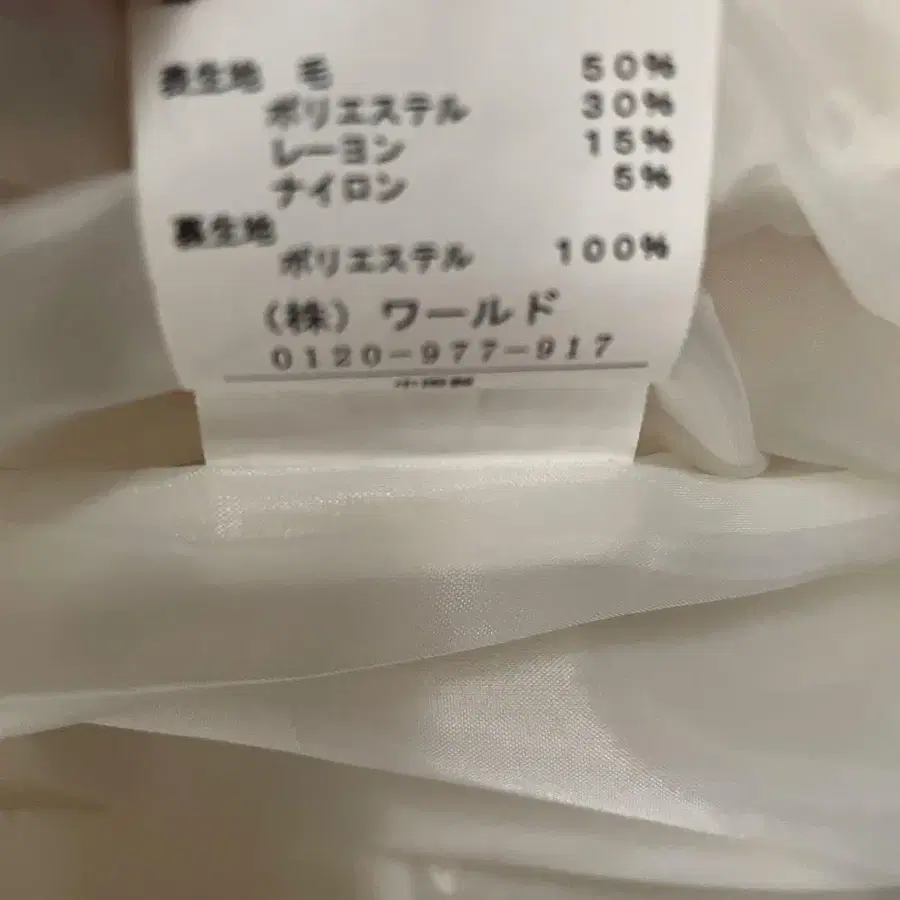 表生地 毛 50%
ポリエステル 30%
レーヨン 15%
ナイロン 5%
裏生地
ポリエステル 100%
(株) ワールド
0120-977-917